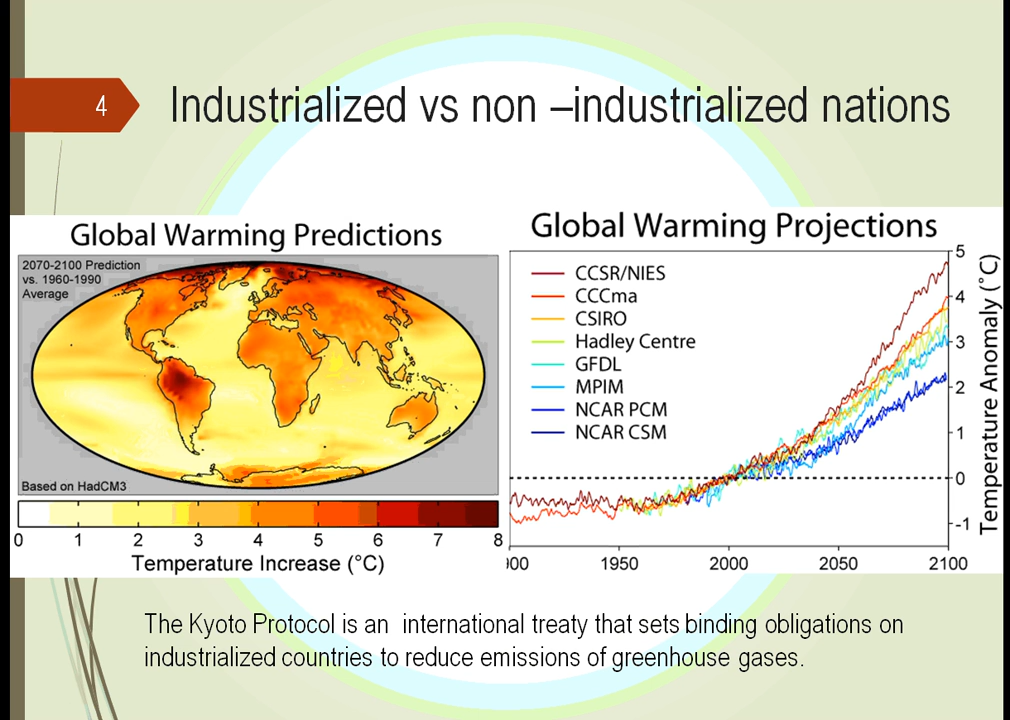 4
Industrialized vs non –industrialized nations
Global Warming Predictions
2070-2100 Prediction
vs. 1960-1990
Average
Based on HadCM3
0 1 2 3 4 5 6 7 8
Temperature Increase (°C)
Global Warming Projections
CCSR/NIES
CCCma
CSIRO
Hadley Centre
GFDL
MPIM
NCAR PCM
NCAR CSM
5
4
3
2
1
0
-1
Temperature Anomaly (°C)
00 1950 2000 2050 2100
The Kyoto Protocol is an  international treaty that sets binding obligations on
industrialized countries to reduce emissions of greenhouse gases.